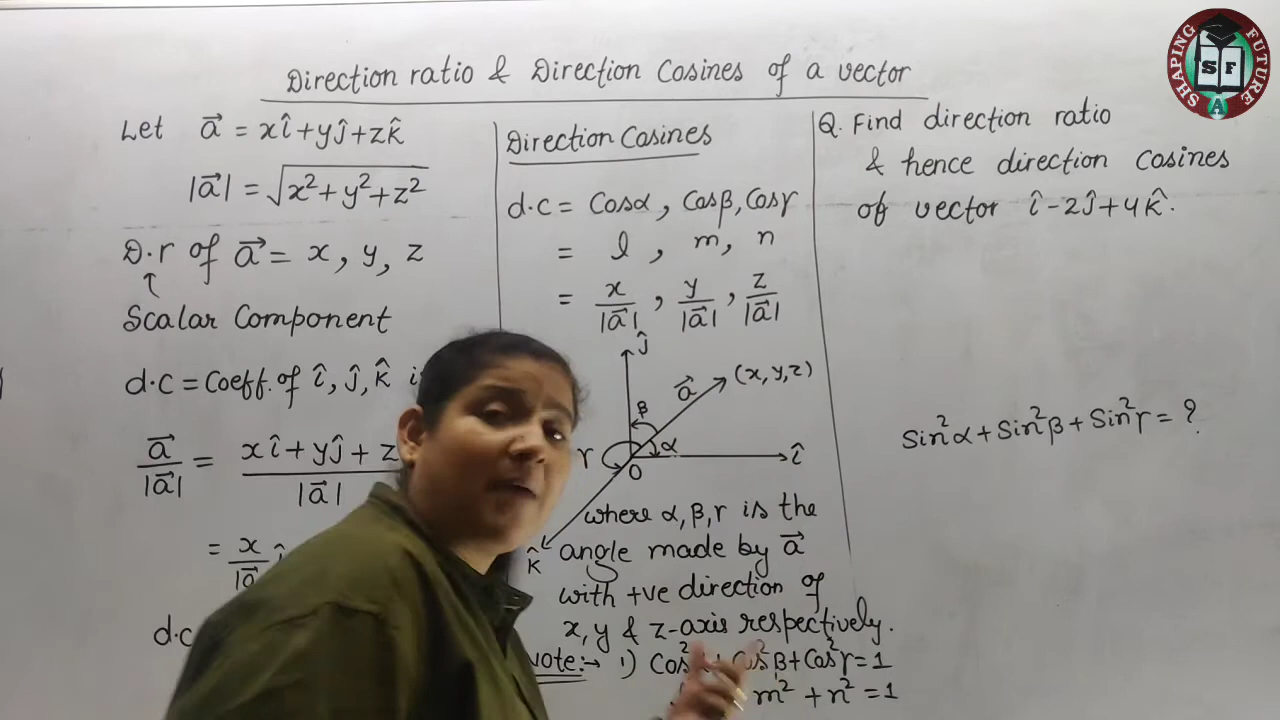 Direction ratio & Direction Cosines of a vector
Let a⃗ = xî+yĵ+zk̂
|a⃗| = √x²+y²+z²
D.r of a⃗ = x, y, z
↑
Scalar Component
d.c = Coeff. of î, ĵ, k̂
a⃗/|a⃗| = xî+yĵ+z/|a⃗|
= x/|a⃗|
d.c
Direction Cosines
d.c = Cosα, Cosβ, Cosγ
= l, m, n
= x/|a⃗|, y/|a⃗|, z/|a⃗|
ĵ
a⃗ (x,y,z)
β
γ α î
O
k̂
where α, β, γ is the
angle made by a⃗
with +ve direction of
x, y & z-axis respectively.
Note:→ 1) Cos² + Cos²β+Cos²γ=1
m²+n²=1
Q. Find direction ratio
& hence direction cosines
of vector î-2ĵ+4k̂.
Sin²α+Sin²β+Sin²γ= ?
SHAPING FUTURE
S F
A